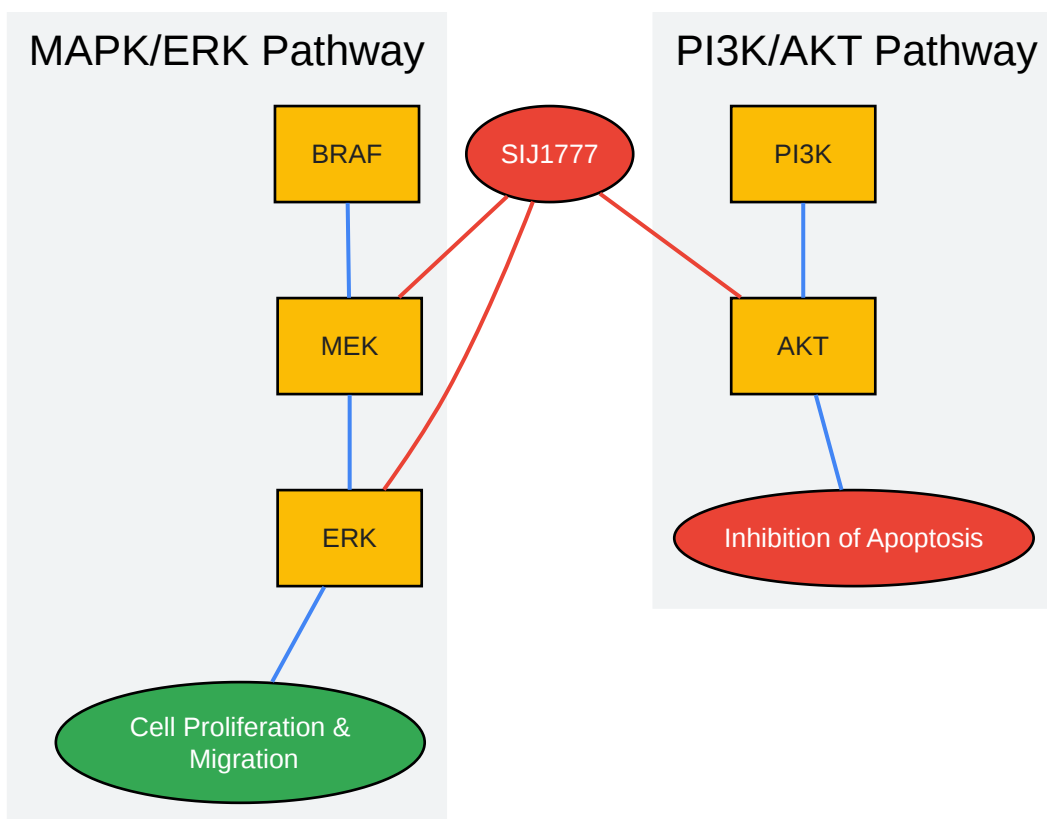 MAPK/ERK Pathway
PI3K/AKT Pathway
BRAF
SIJ1777
PI3K
MEK
AKT
ERK
Inhibition of Apoptosis
Cell Proliferation &
Migration